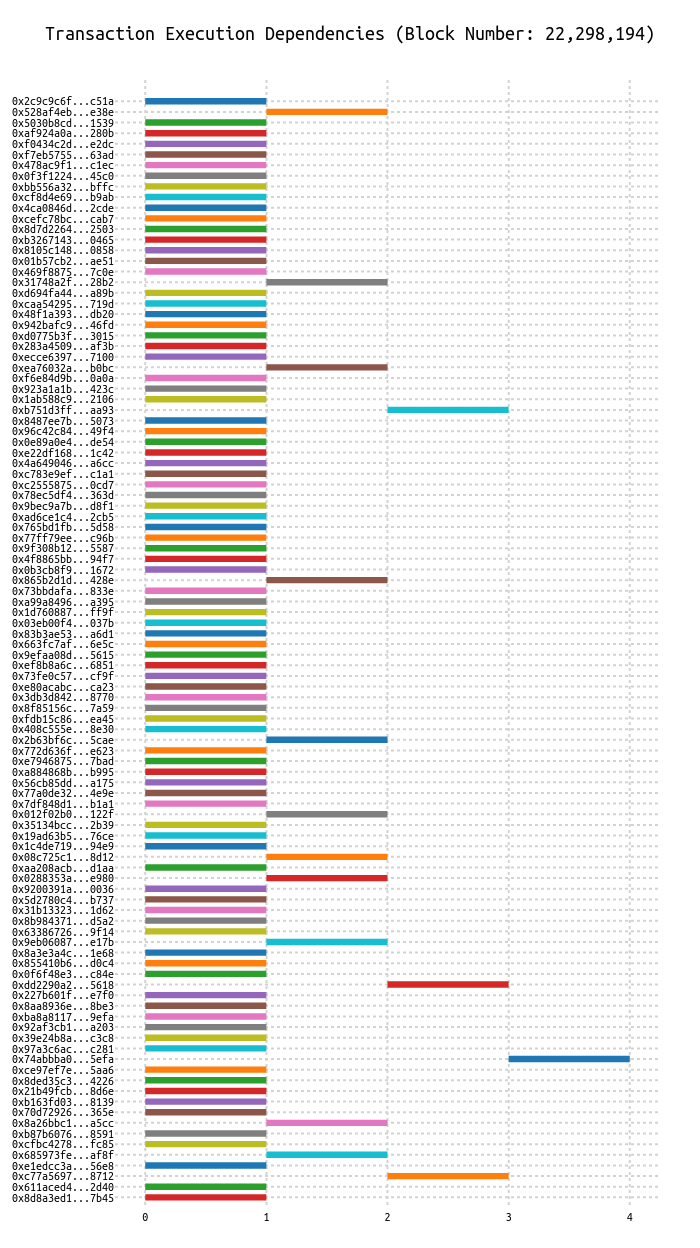 Transaction Execution Dependencies (Block Number: 22,298,194)
0x2c9c9c6f...c51a
0x528af4eb...e38e
0x5030b8cd...1539
0xaf924a0a...280b
0xf0434c2d...e2dc
0xf7eb5755...63ad
0x478ac9f1...c1ec
0x0f3f1224...45c0
0xbb556a32...bffc
0xcf8d4e69...b9ab
0x4ca0846d...2cde
0xcefc78bc...cab7
0x8d7d2264...2503
0xb3267143...0465
0x8105c148...0858
0x01b57cb2...ae51
0x469f8875...7c0e
0x31748a2f...28b2
0xd694fa44...a89b
0xcaa54295...719d
0x48f1a393...db20
0x942bafc9...46fd
0xd0775b3f...3015
0x283a4509...af3b
0xecce6397...7100
0xea76032a...b0bc
0xf6e84d9b...0a0a
0x923a1a1b...423c
0x1ab588c9...2106
0xb751d3ff...aa93
0x8487ee7b...5073
0x96c42c84...49f4
0x0e89a0e4...de54
0xe22df168...1c42
0x4a649046...a6cc
0xc783e9ef...c1a1
0xc2555875...0cd7
0x78ec5df4...363d
0x9bec9a7b...d8f1
0xad6ce1c4...2cb5
0x765bd1fb...5d58
0x77ff79ee...c96b
0x9f308b12...5587
0x4f8865bb...94f7
0x0b3cb8f9...1672
0x865b2d1d...428e
0x73bbdafa...833e
0xa99a8496...a395
0x1d760887...ff9f
0x03eb00f4...037b
0x83b3ae53...a6d1
0x663fc7af...6e5c
0x9efaa08d...5615
0xef8b8a6c...6851
0x73fe0c57...cf9f
0xe80acabc...ca23
0x3db3d842...8770
0x8f85156c...7a59
0xfdb15c86...ea45
0x408c555e...8e30
0x2b63bf6c...5cae
0x772d636f...e623
0xe7946875...7bad
0xa884868b...b995
0x56cb85dd...a175
0x77a0de32...4e9e
0x7df848d1...b1a1
0x012f02b0...122f
0x35134bcc...2b39
0x19ad63b5...76ce
0x1c4de719...94e9
0x08c725c1...8d12
0xaa208acb...d1aa
0x0288353a...e980
0x9200391a...0036
0x5d2780c4...b737
0x31b13323...1d62
0x8b984371...d5a2
0x63386726...9f14
0x9eb06087...e17b
0x8a3e3a4c...1e68
0x855410b6...d0c4
0x0f6f48e3...c84e
0xdd2290a2...5618
0x227b601f...e7f0
0x8aa8936e...8be3
0xba8a8117...9efa
0x92af3cb1...a203
0x39e24b8a...c3c8
0x97a3c6ac...c281
0x74abbba0...5efa
0xce97ef7e...5aa6
0x8ded35c3...4226
0x21b49fcb...8d6e
0xb163fd03...8139
0x70d72926...365e
0x8a26bbc1...a5cc
0xb87b6076...8591
0xcfbc4278...fc85
0x685973fe...af8f
0xe1edcc3a...56e8
0xc77a5697...8712
0x611aced4...2d40
0x8d8a3ed1...7b45
0 1 2 3 4